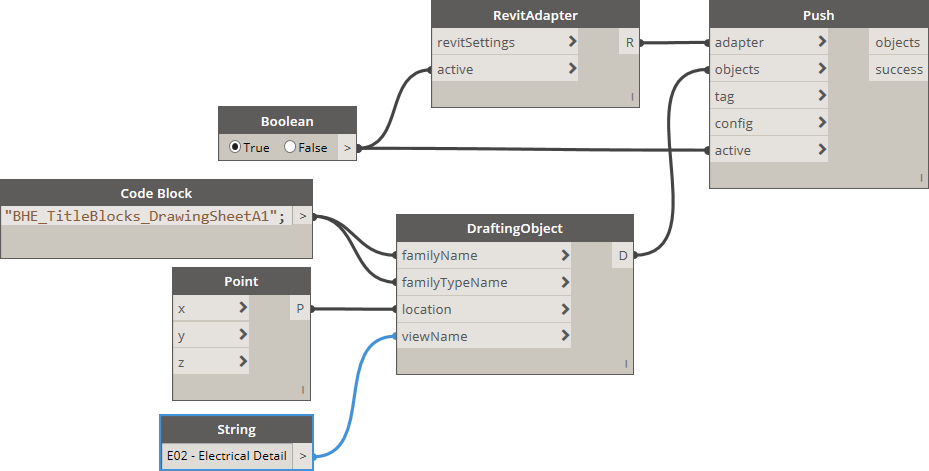 RevitAdapter
revitSettings > R
active >
l
Push
adapter > objects
objects > success
tag >
config >
active >
l
Boolean
True False >
Code Block
"BHE_TitleBlocks_DrawingSheetA1"; >
DraftingObject
familyName > D
familyTypeName >
location >
viewName >
l
Point
x > P
y >
z >
l
String
E02 - Electrical Detail >